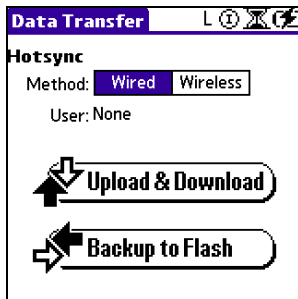 Data Transfer L
Hotsync
Method: Wired Wireless
User: None
Upload & Download
Backup to Flash